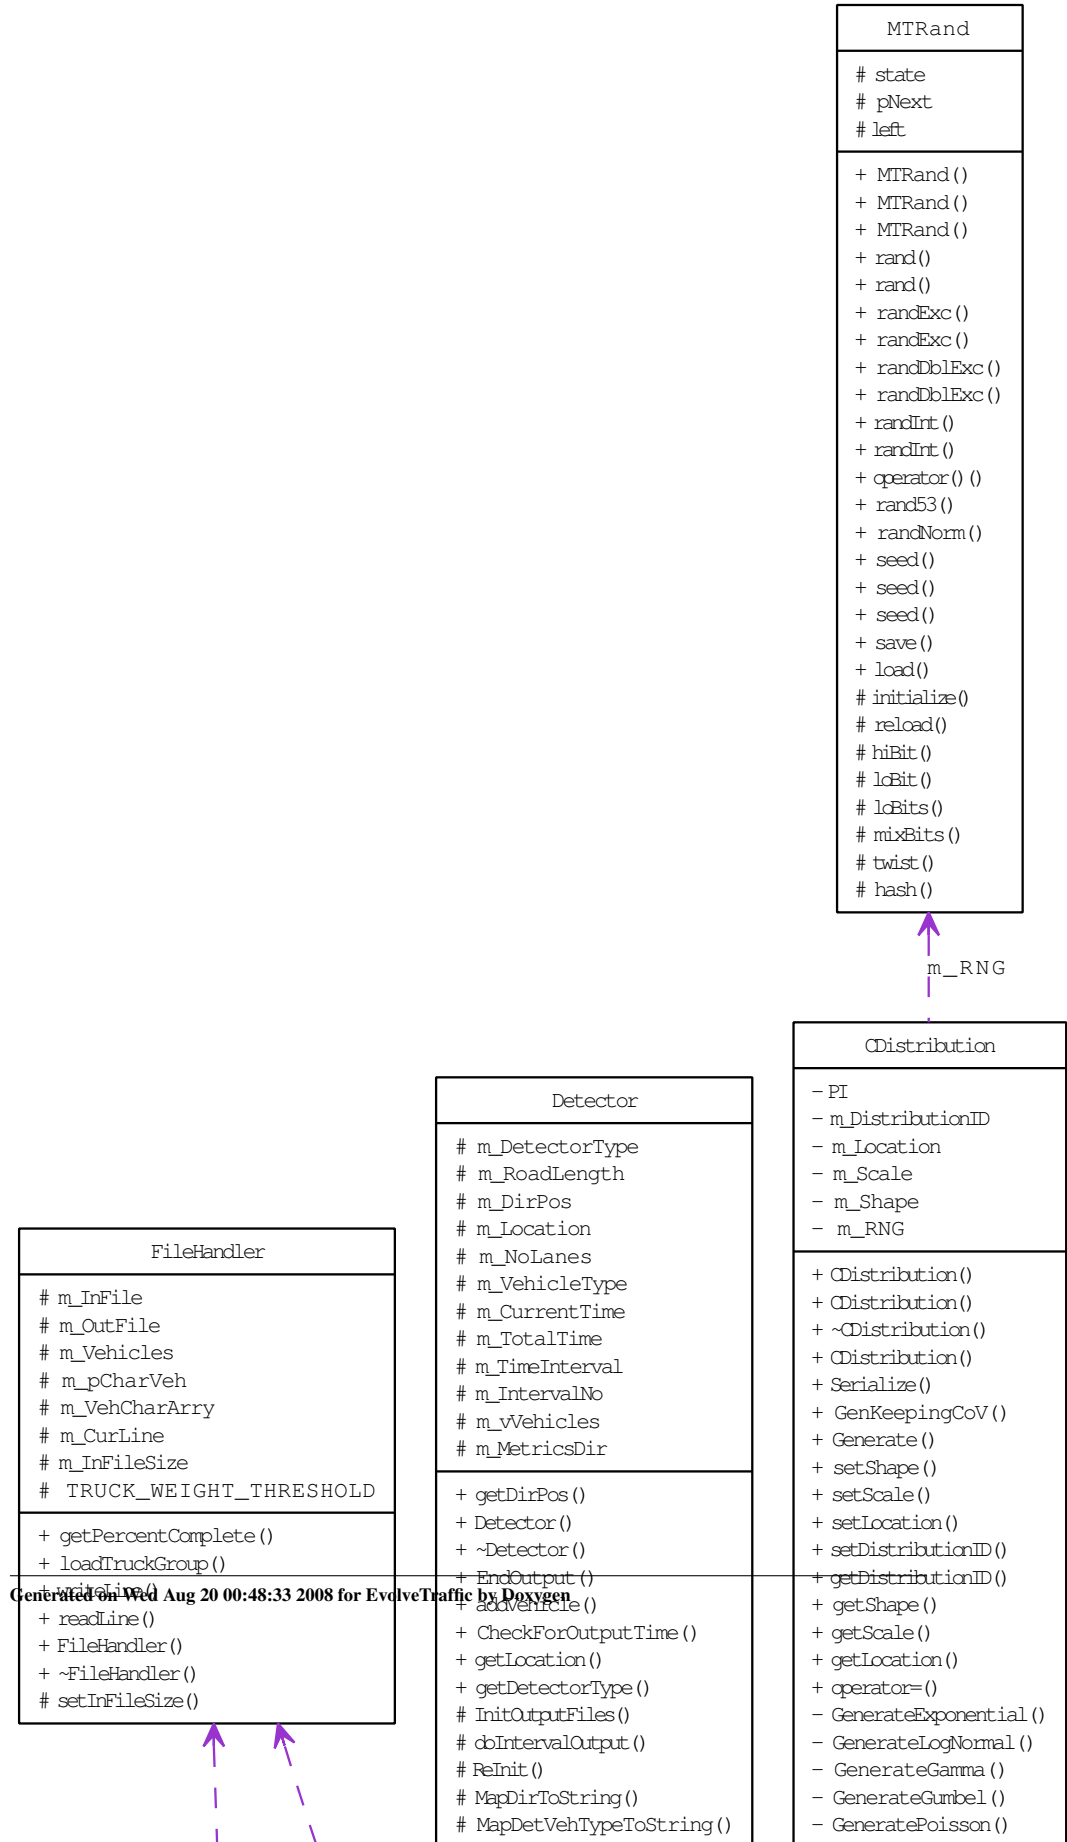 MTRand
# state
# pNext
# left
+ MTRand()
+ MTRand()
+ MTRand()
+ rand()
+ rand()
+ randExc()
+ randExc()
+ randDblExc()
+ randDblExc()
+ randInt()
+ randInt()
+ operator()()
+ rand53()
+ randNorm()
+ seed()
+ seed()
+ seed()
+ save()
+ load()
# initialize()
# reload()
# hiBit()
# loBit()
# loBits()
# mixBits()
# twist()
# hash()
m_RNG
CDistribution
- PI
- m_DistributionID
- m_Location
- m_Scale
- m_Shape
- m_RNG
+ CDistribution()
+ CDistribution()
+ ~CDistribution()
+ CDistribution()
+ Serialize()
+ GenKeepingCoV()
+ Generate()
+ setShape()
+ setScale()
+ setLocation()
+ setDistributionID()
+ getDistributionID()
+ getShape()
+ getScale()
+ getLocation()
+ operator=()
- GenerateExponential()
- GenerateLogNormal()
- GenerateGamma()
- GenerateGumbel()
- GeneratePoisson()
Detector
# m_DetectorType
# m_RoadLength
# m_DirPos
# m_Location
# m_NoLanes
# m_VehicleType
# m_CurrentTime
# m_TotalTime
# m_TimeInterval
# m_IntervalNo
# m_vVehicles
# m_MetricsDir
+ getDirPos()
+ Detector()
+ ~Detector()
+ EndOutput()
+ addVehicle()
+ CheckForOutputTime()
+ getLocation()
+ getDetectorType()
# InitOutputFiles()
# doIntervalOutput()
# ReInit()
# MapDirToString()
# MapDetVehTypeToString()
FileHandler
# m_InFile
# m_OutFile
# m_Vehicles
# m_pCharVeh
# m_VehCharArry
# m_CurLine
# m_InFileSize
# TRUCK_WEIGHT_THRESHOLD
+ getPercentComplete()
+ loadTruckGroup()
+ writeLine()
+ readLine()
+ FileHandler()
+ ~FileHandler()
# setInFileSize()
Generated on Wed Aug 20 00:48:33 2008 for EvolveTraffic by Doxygen